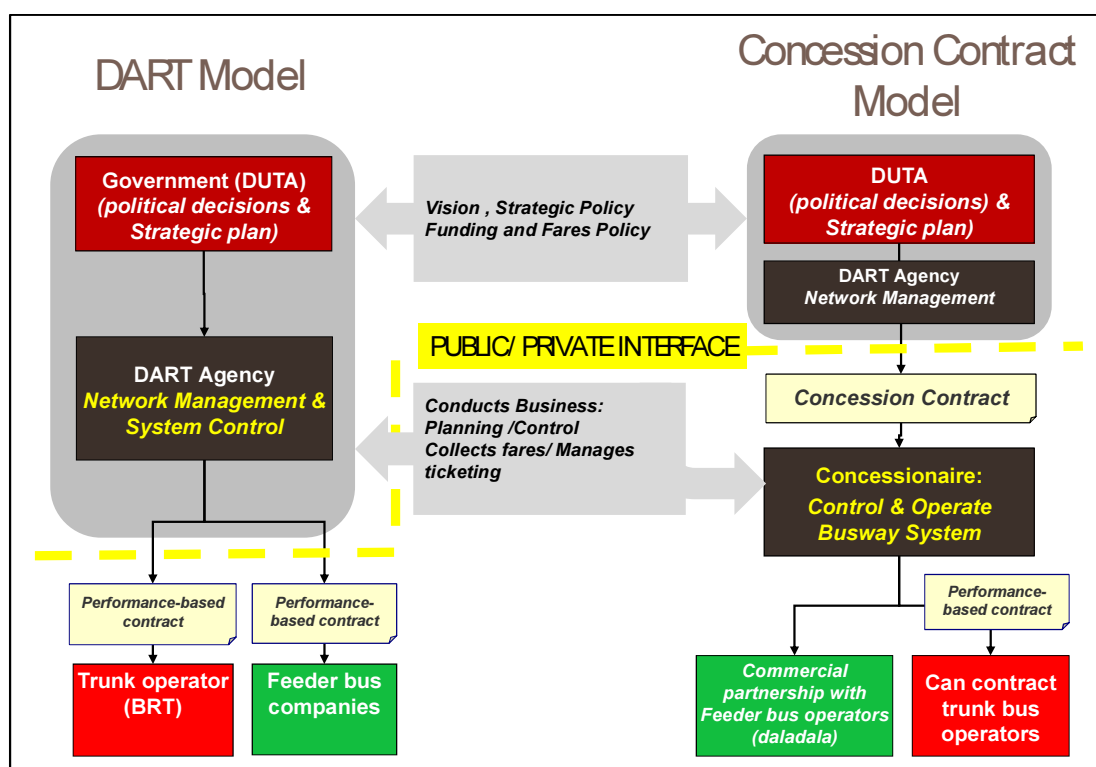 DART Model
Concession Contract
Model
Government (DUTA)
(political decisions &
Strategic plan)
Vision , Strategic Policy
Funding and Fares Policy
DUTA
(political decisions) &
Strategic plan)
DART Agency
Network Management
PUBLIC/ PRIVATE INTERFACE
DART Agency
Network Management &
System Control
Conducts Business:
Planning /Control
Collects fares/ Manages
ticketing
Concession Contract
Concessionaire:
Control & Operate
Busway System
Performance-based
contract
Performance-
based contract
Performance-
based contract
Trunk operator
(BRT)
Feeder bus
companies
Commercial
partnership with
Feeder bus operators
(daladala)
Can contract
trunk bus
operators